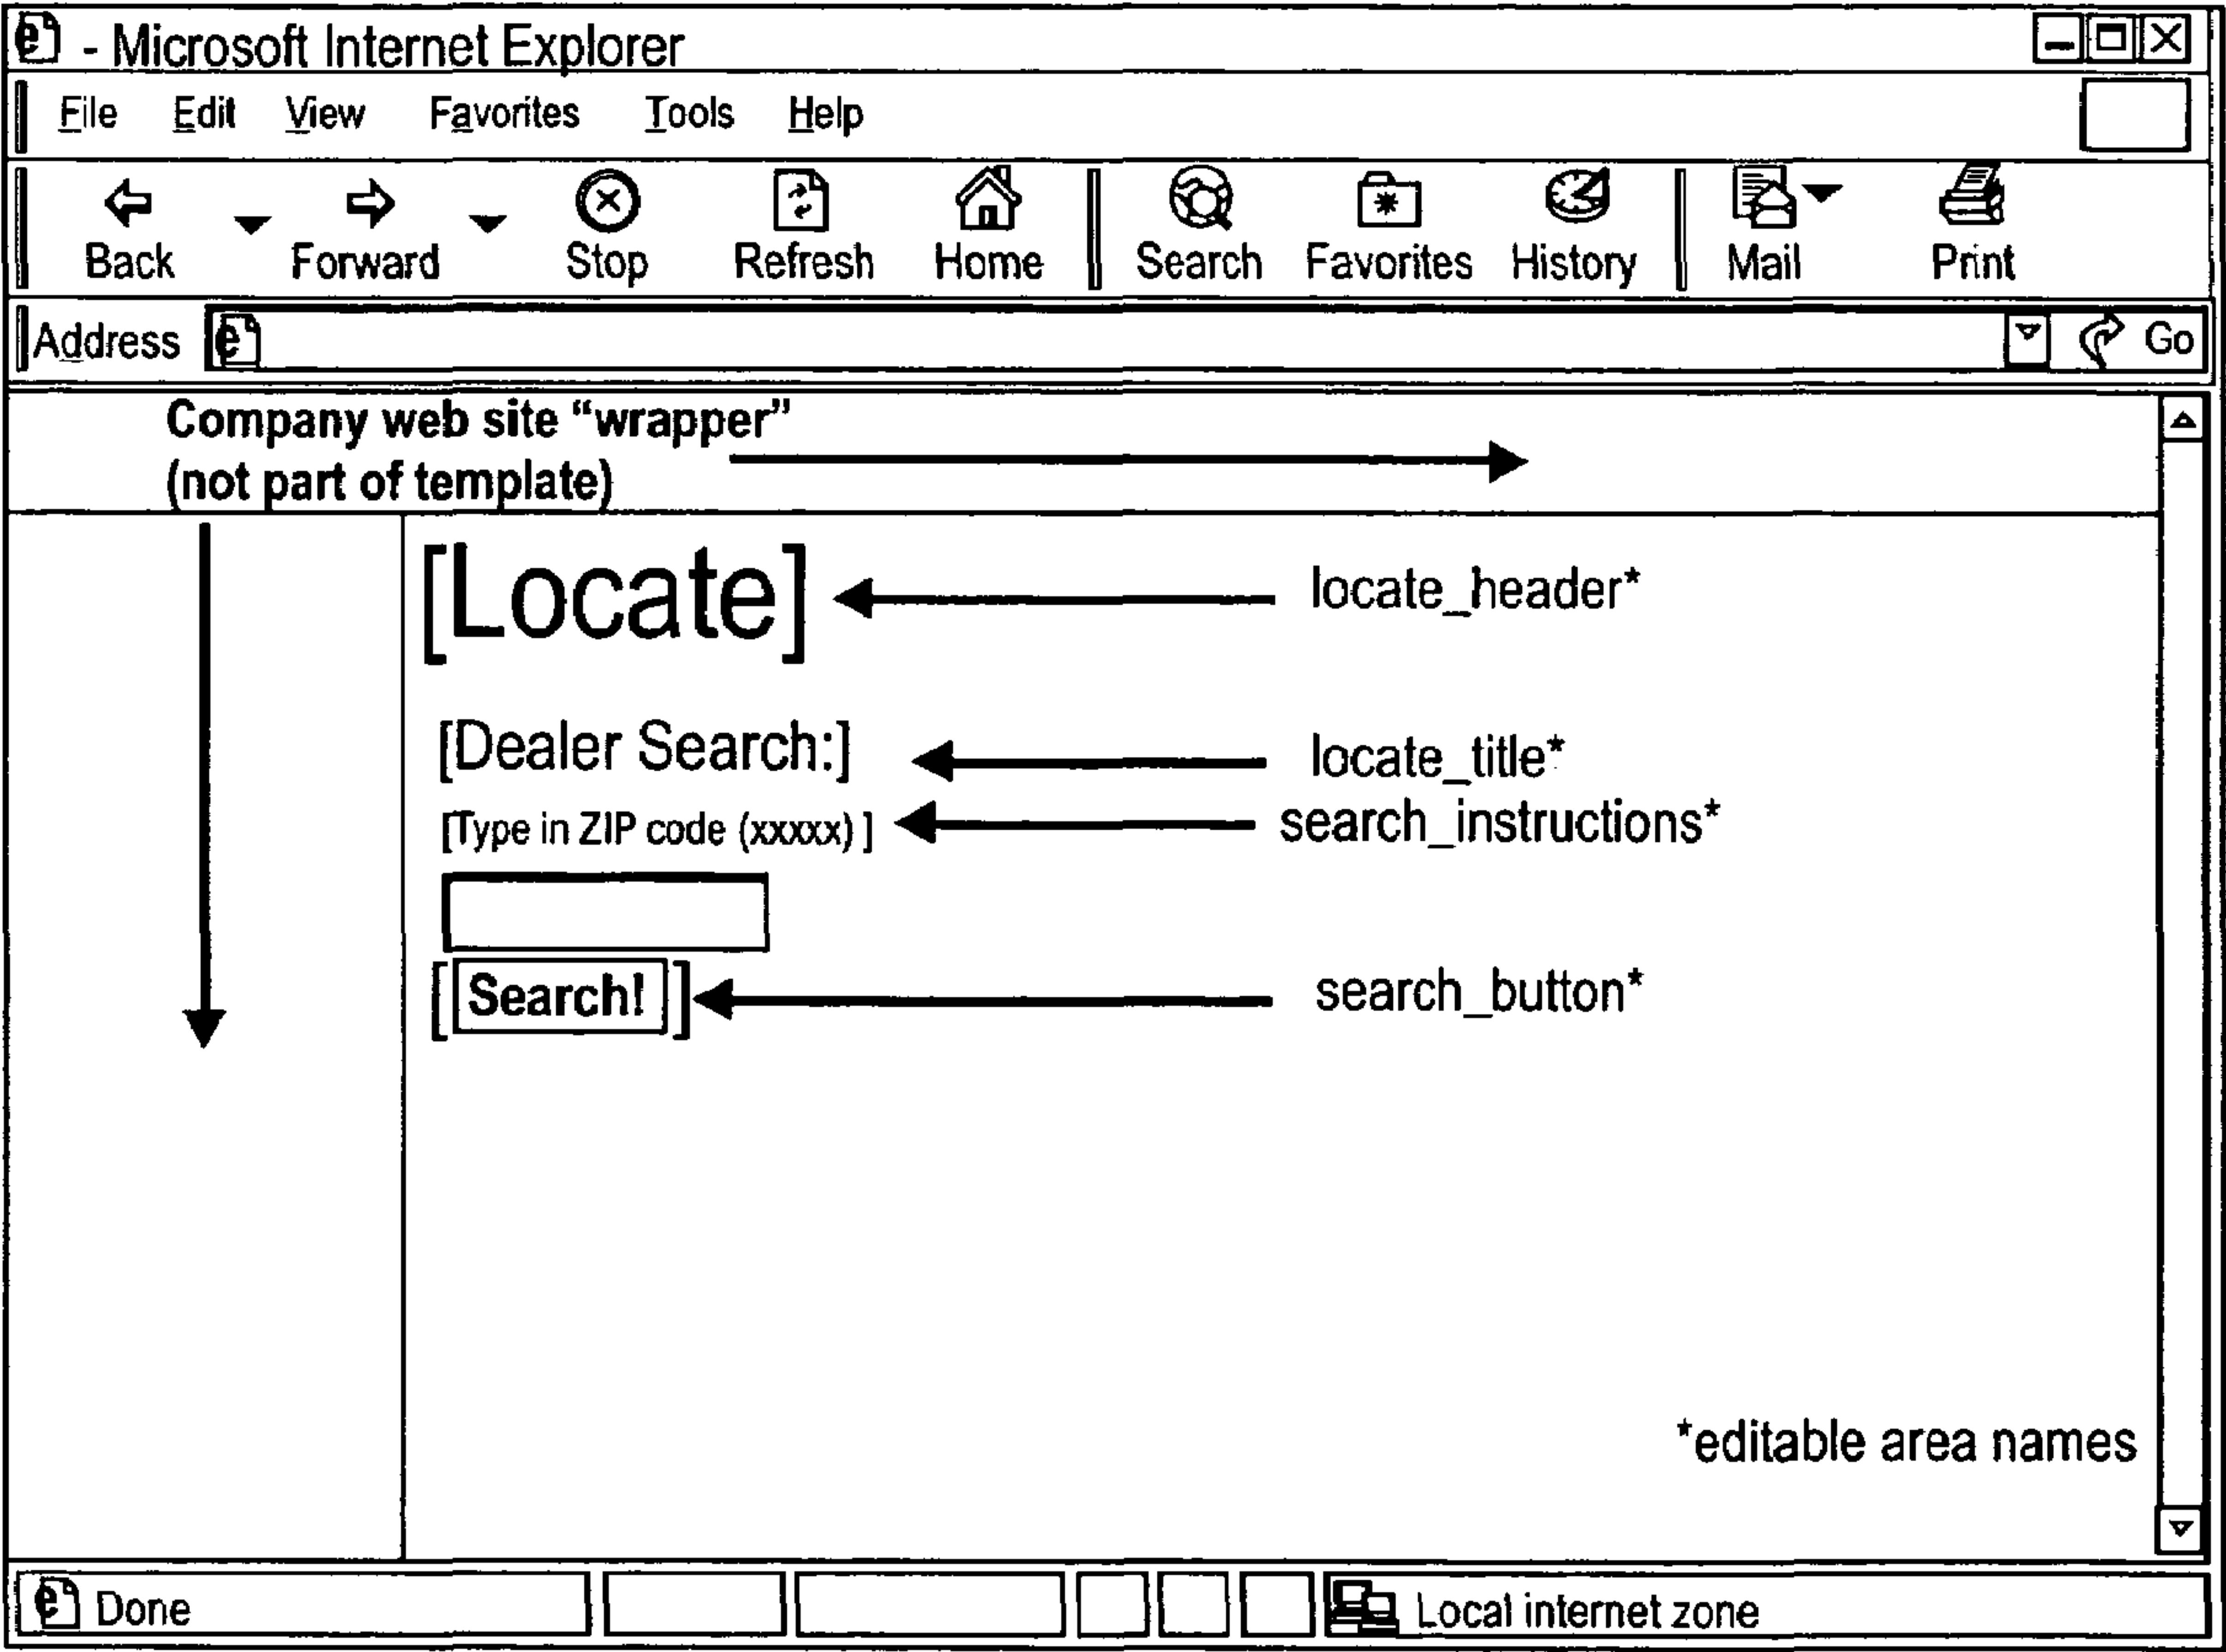 - Microsoft Internet Explorer
File Edit View Favorites Tools Help
Back Forward Stop Refresh Home Search Favorites History Mail Print
Address Go
Company web site “wrapper”
(not part of template)
[Locate] locate_header*
[Dealer Search:] locate_title*
[Type in ZIP code (xxxxx) ] search_instructions*
[Search!] search_button*
*editable area names
Done Local internet zone